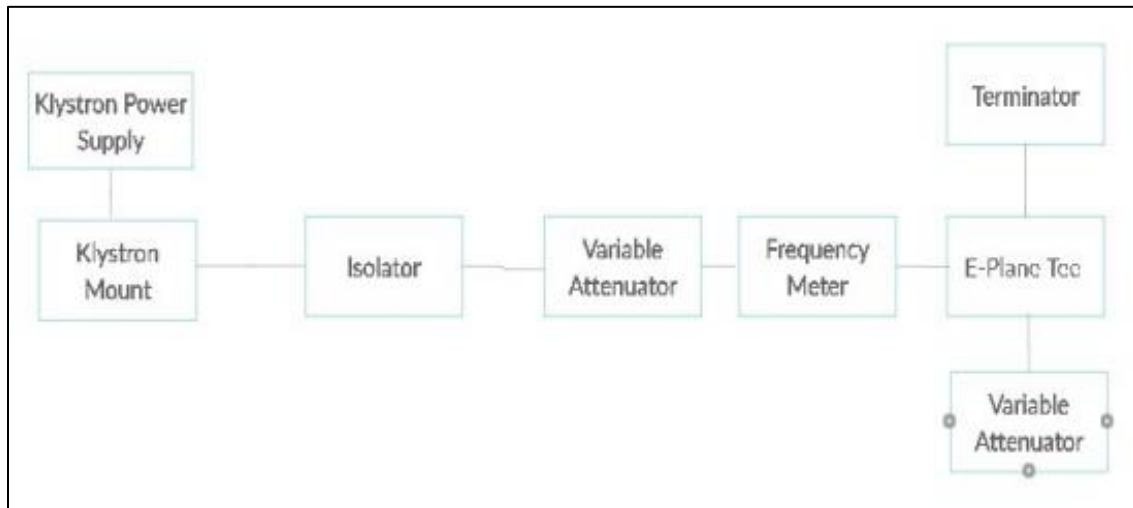 Klystron Power
Supply
Klystron
Mount
Isolator
Variable
Attenuator
Frequency
Meter
Terminator
E-Plane Tee
Variable
Attenuator